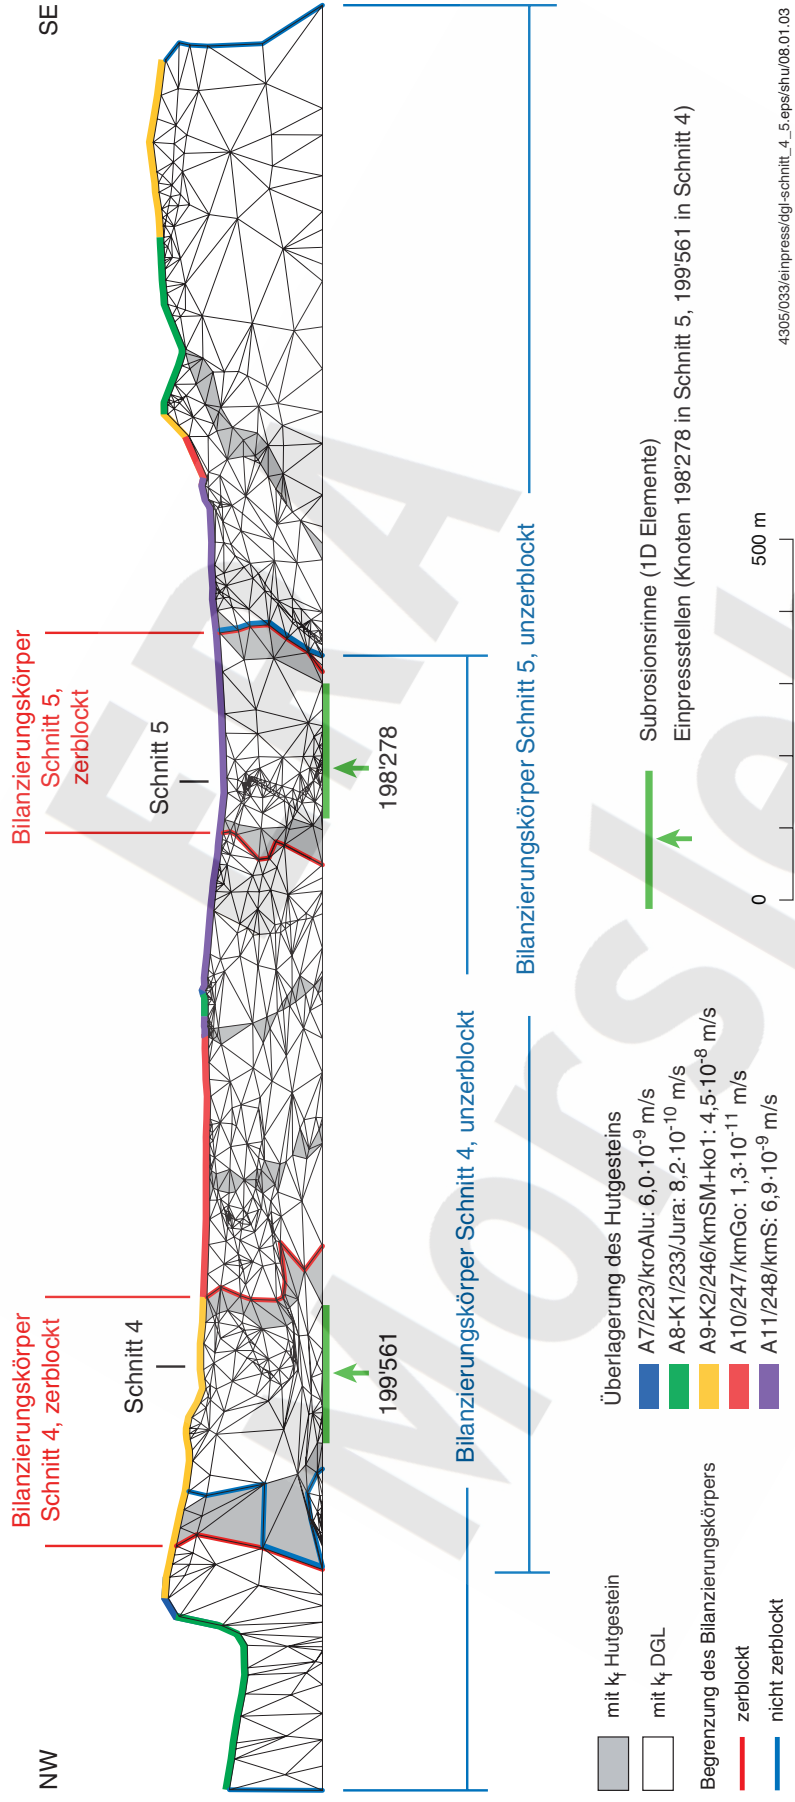 NW
SE
Bilanzierungskörper
Schnitt 4, zerblockt
Bilanzierungskörper
Schnitt 5,
zerblockt
Schnitt 4
Schnitt 5
199'561
198'278
Bilanzierungskörper Schnitt 4, unzerblockt
Bilanzierungskörper Schnitt 5, unzerblockt
mit kf Hutgestein
mit kf DGL
Begrenzung des Bilanzierungskörpers
zerblockt
nicht zerblockt
Überlagerung des Hutgesteins
A7/223/kroAlu: 6,0·10⁻⁹ m/s
A8-K1/233/Jura: 8,2·10⁻¹⁰ m/s
A9-K2/246/kmSM+ko1: 4,5·10⁻⁸ m/s
A10/247/kmGo: 1,3·10⁻¹¹ m/s
A11/248/kmS: 6,9·10⁻⁹ m/s
Subrosionsrinne (1D Elemente)
Einpressstellen (Knoten 198'278 in Schnitt 5, 199'561 in Schnitt 4)
0
500 m
4305/033/einpress/dgl-schnitt_4_5.eps/shu/08.01.03
ERA
Morsle